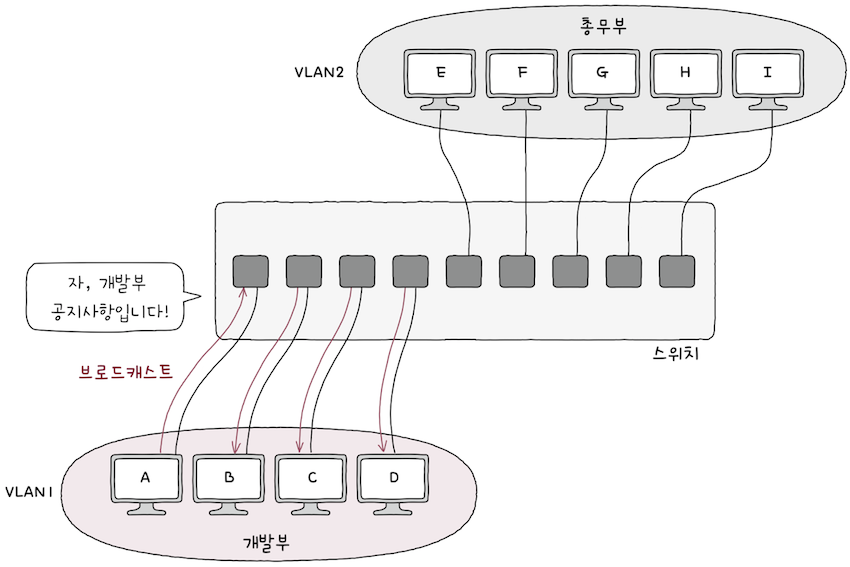 총무부
VLAN2
E F G H I
자, 개발부
공지사항입니다!
스위치
브로드캐스트
A B C D
VLAN1
개발부